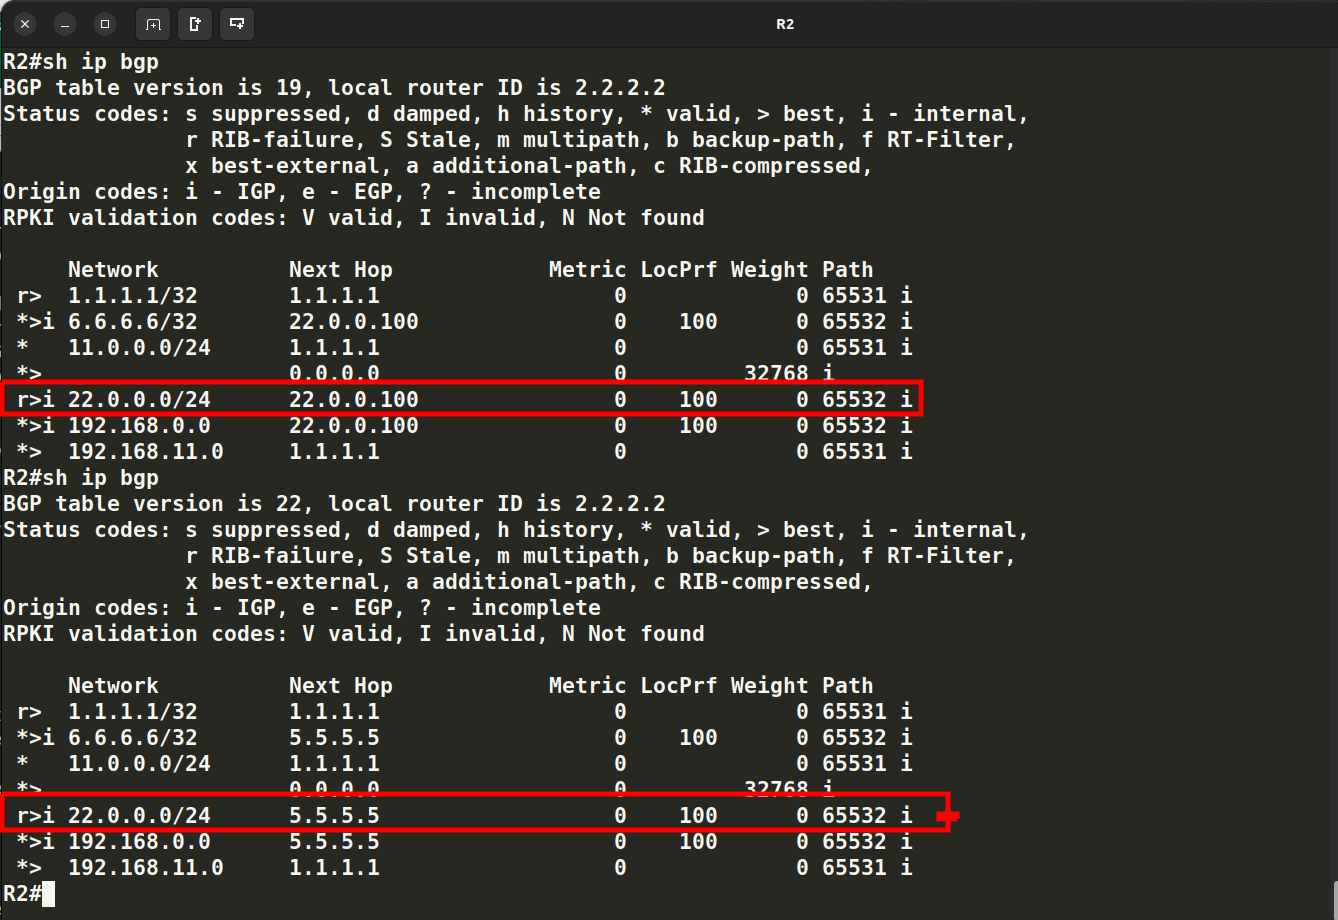 R2
R2#sh ip bgp
BGP table version is 19, local router ID is 2.2.2.2
Status codes: s suppressed, d damped, h history, * valid, > best, i - internal,
              r RIB-failure, S Stale, m multipath, b backup-path, f RT-Filter,
              x best-external, a additional-path, c RIB-compressed,
Origin codes: i - IGP, e - EGP, ? - incomplete
RPKI validation codes: V valid, I invalid, N Not found
     Network          Next Hop            Metric LocPrf Weight Path
 r>  1.1.1.1/32       1.1.1.1                  0             0 65531 i
 *>i 6.6.6.6/32       22.0.0.100               0    100      0 65532 i
 *   11.0.0.0/24      1.1.1.1                  0             0 65531 i
 *>                   0.0.0.0                  0         32768 i
 r>i 22.0.0.0/24      22.0.0.100               0    100      0 65532 i
 *>i 192.168.0.0      22.0.0.100               0    100      0 65532 i
 *>  192.168.11.0     1.1.1.1                  0             0 65531 i
R2#sh ip bgp
BGP table version is 22, local router ID is 2.2.2.2
Status codes: s suppressed, d damped, h history, * valid, > best, i - internal,
              r RIB-failure, S Stale, m multipath, b backup-path, f RT-Filter,
              x best-external, a additional-path, c RIB-compressed,
Origin codes: i - IGP, e - EGP, ? - incomplete
RPKI validation codes: V valid, I invalid, N Not found
     Network          Next Hop            Metric LocPrf Weight Path
 r>  1.1.1.1/32       1.1.1.1                  0             0 65531 i
 *>i 6.6.6.6/32       5.5.5.5                  0    100      0 65532 i
 *   11.0.0.0/24      1.1.1.1                  0             0 65531 i
 *>                   0.0.0.0                  0         32768 i
 r>i 22.0.0.0/24      5.5.5.5                  0    100      0 65532 i
 *>i 192.168.0.0      5.5.5.5                  0    100      0 65532 i
 *>  192.168.11.0     1.1.1.1                  0             0 65531 i
R2#